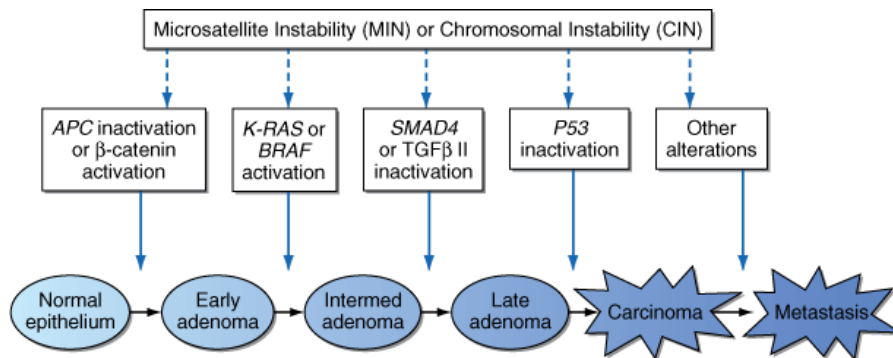 Microsatellite Instability (MIN) or Chromosomal Instability (CIN)
APC inactivation
or β-catenin
activation
K-RAS or
BRAF
activation
SMAD4
or TGFβ II
inactivation
P53
inactivation
Other
alterations
Normal
epithelium
Early
adenoma
Intermed
adenoma
Late
adenoma
Carcinoma
Metastasis